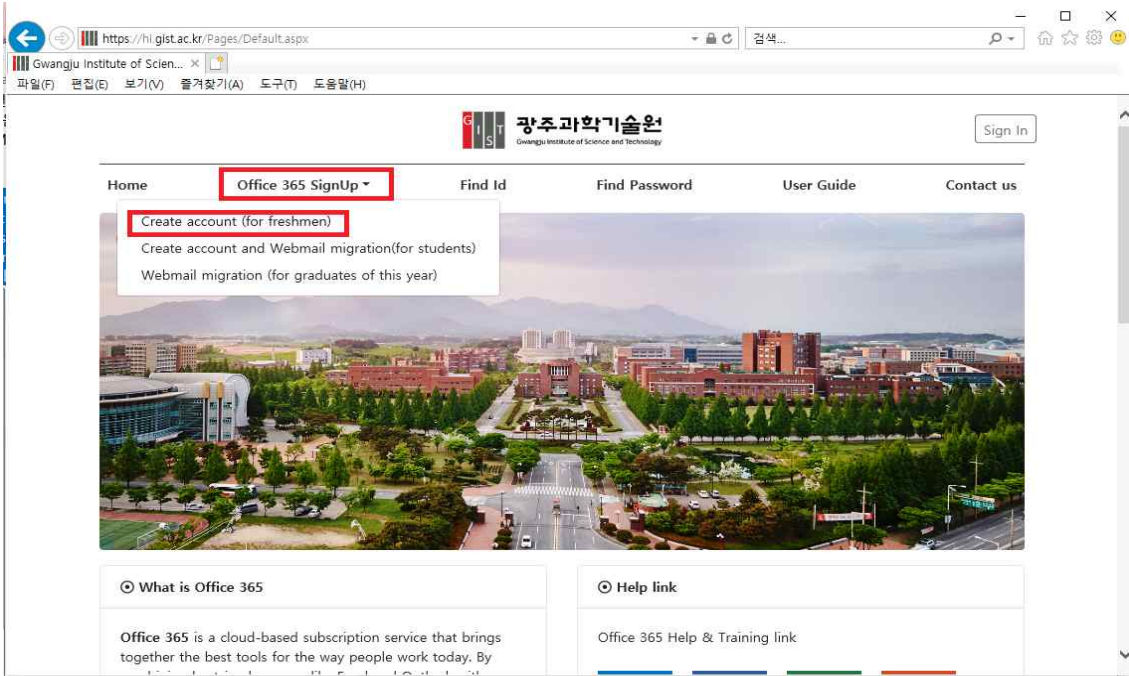 https://hi.gist.ac.kr/Pages/Default.aspx
검색...
Gwangju Institute of Scien...
파일(F) 편집(E) 보기(V) 즐겨찾기(A) 도구(T) 도움말(H)
GIST 광주과학기술원
Gwangju Institute of Science and Technology
Sign In
Home Office 365 SignUp Find Id Find Password User Guide Contact us
Create account (for freshmen)
Create account and Webmail migration(for students)
Webmail migration (for graduates of this year)
What is Office 365
Office 365 is a cloud-based subscription service that brings
together the best tools for the way people work today. By
Help link
Office 365 Help & Training link